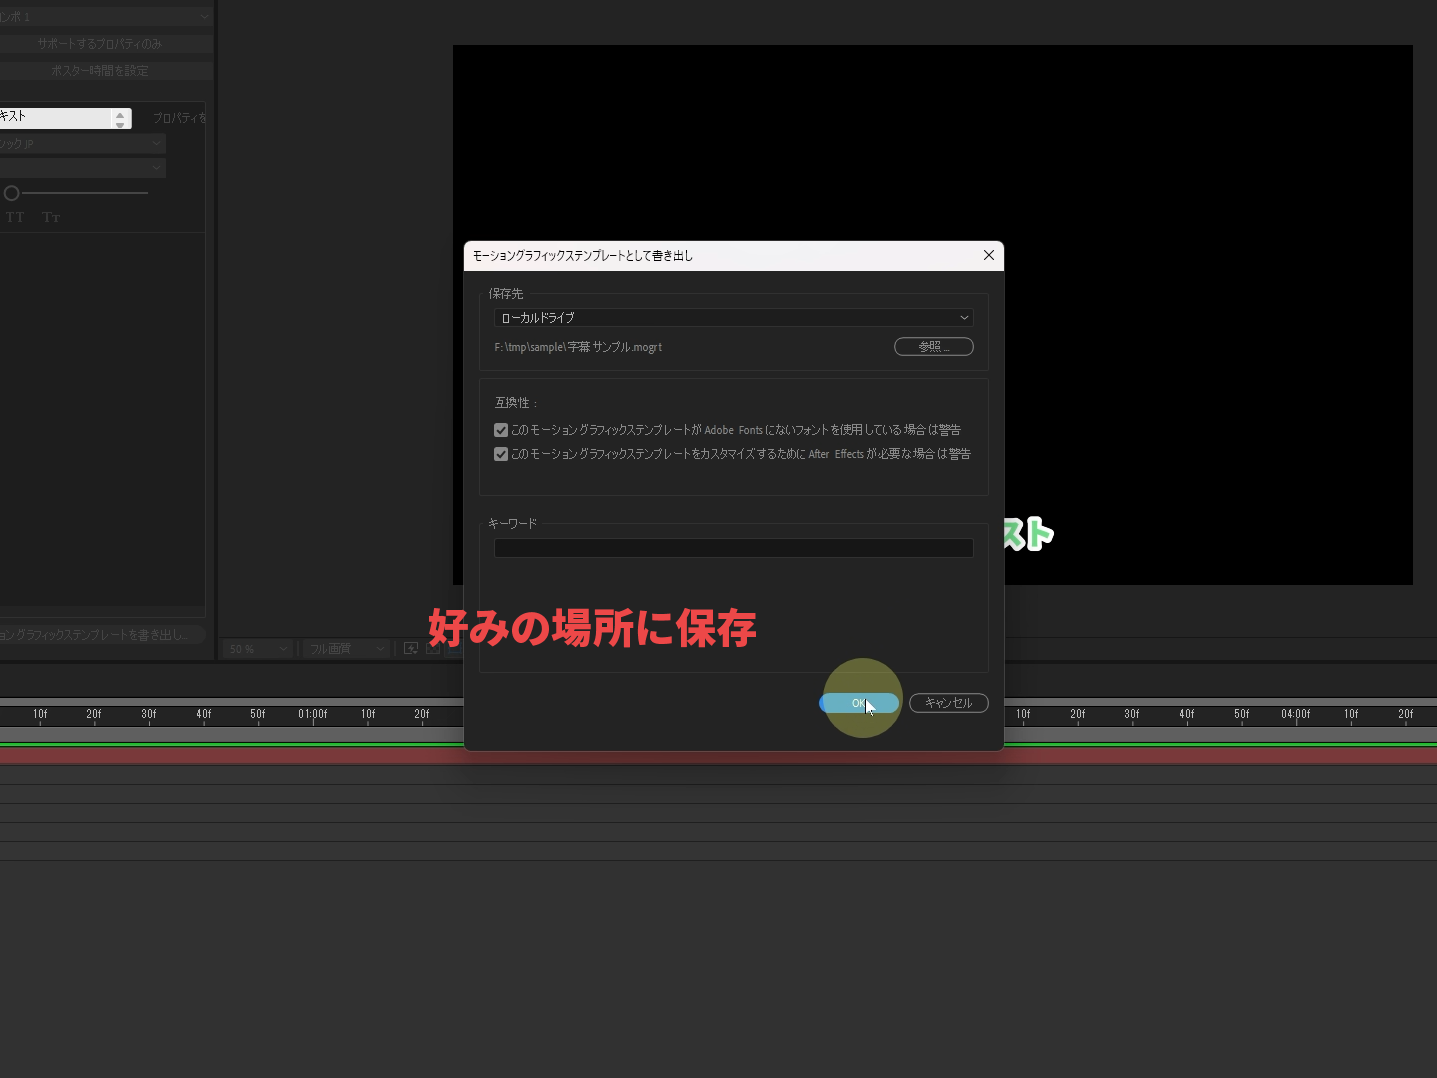 ンポ 1
サポートするプロパティのみ
ポスター時間を設定
キスト
プロパティを
シック JP
TT Tт
モーショングラフィックステンプレートとして書き出し
保存先
ローカルドライブ
F:\tmp\sample\字幕サンプル.mogrt
参照...
互換性 :
このモーショングラフィックステンプレートが Adobe Fonts にないフォントを使用している場合は警告
このモーショングラフィックステンプレートをカスタマイズするために After Effects が必要な場合は警告
キーワード
スト
好みの場所に保存
ョングラフィックステンプレートを書き出し...
50 %
フル画質
OK
キャンセル
10f 20f 30f 40f 50f 01:00f 10f 20f
10f 20f 30f 40f 50f 04:00f 10f 20f